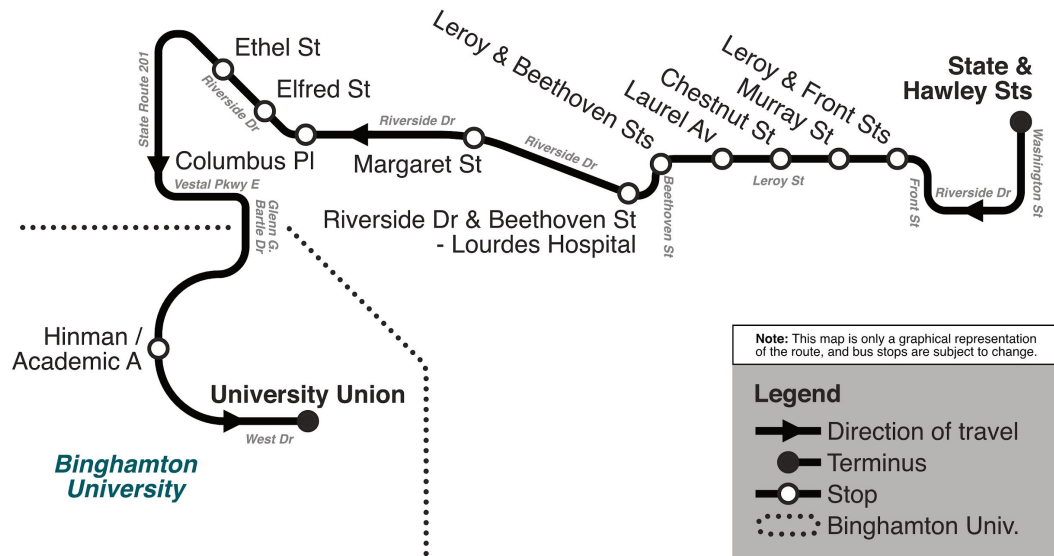 Ethel St
Elfred St
Columbus Pl
Margaret St
Riverside Dr & Beethoven St
- Lourdes Hospital
Leroy & Beethoven Sts
Laurel Av
Chestnut St
Murray St
Leroy & Front Sts
State &
Hawley Sts
State Route 201
Riverside Dr
Riverside Dr
Riverside Dr
Beethoven St
Leroy St
Front St
Riverside Dr
Washington St
Vestal Pkwy E
Glenn G.
Bartle Dr
Hinman /
Academic A
University Union
West Dr
Binghamton
University
Note: This map is only a graphical representation
of the route, and bus stops are subject to change.
Legend
Direction of travel
Terminus
Stop
Binghamton Univ.